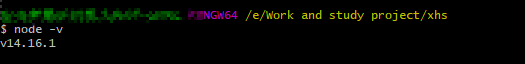 NGW64 /e/Work and study project/xhs
$ node -v
v14.16.1